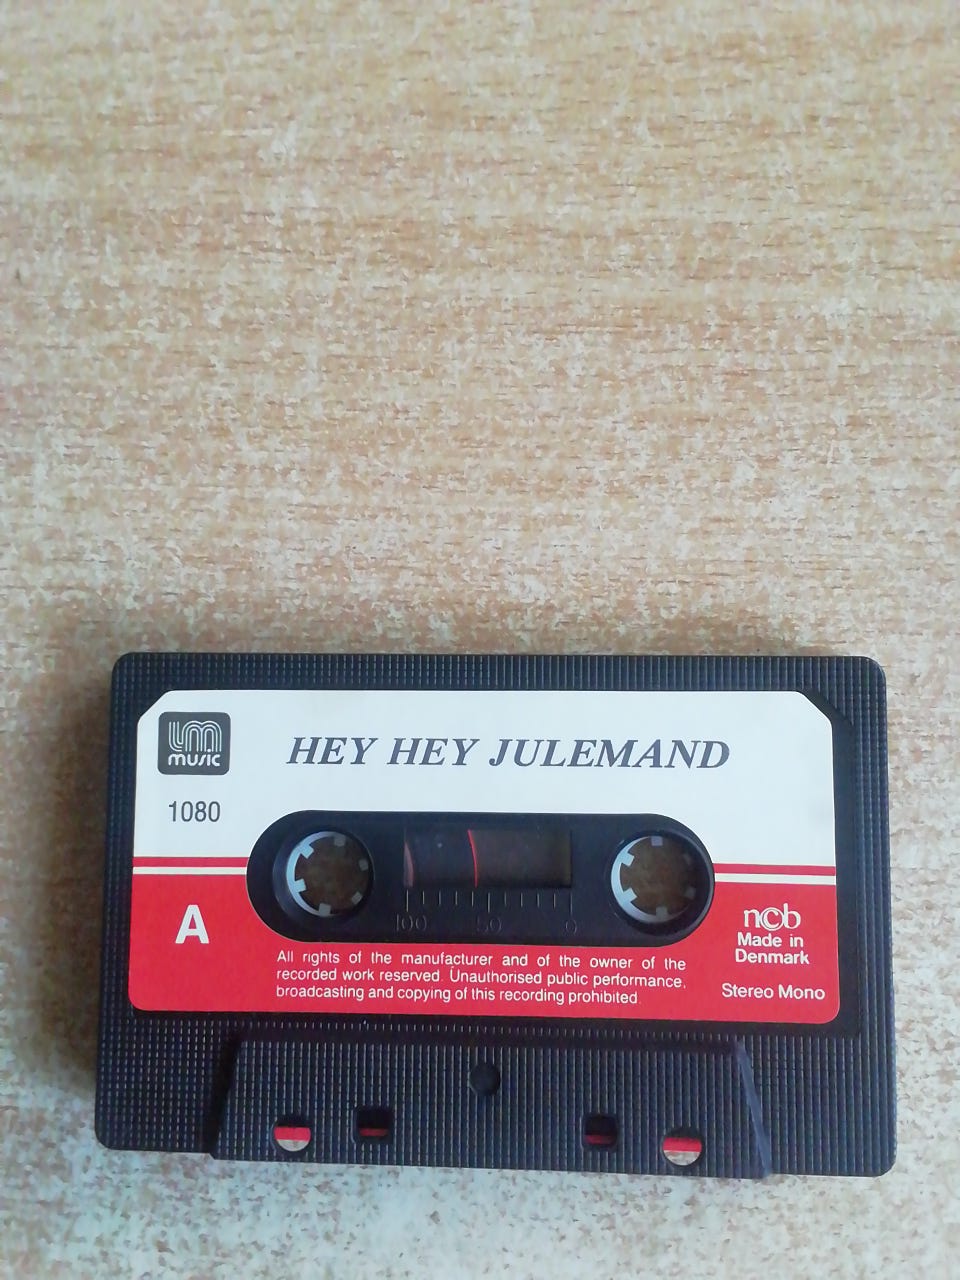 lm
music
HEY HEY JULEMAND
1080
A
100 50 0
ncb
Made in
Denmark
Stereo Mono
All rights of the manufacturer and of the owner of the
recorded work reserved. Unauthorised public performance,
broadcasting and copying of this recording prohibited.